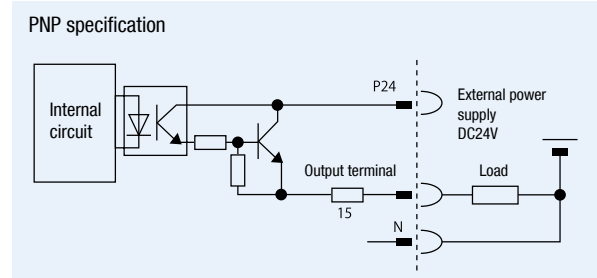 PNP specification
Internal
circuit
P24
External power
supply
DC24V
Output terminal
Load
15
N